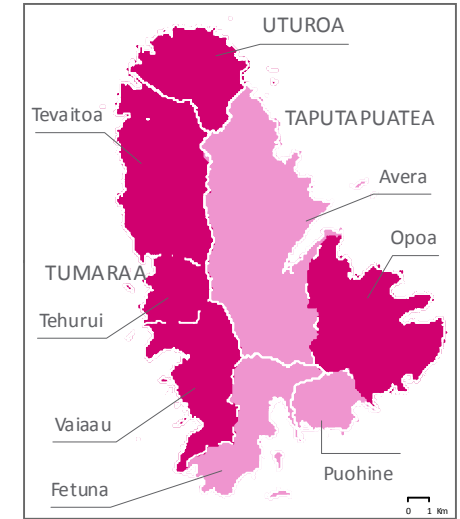 UTUROA
Tevaitoa
TAPUTAPUATEA
Avera
Opoa
TUMARAA
Tehurui
Vaiaau
Puohine
Fetuna
0 1 Km